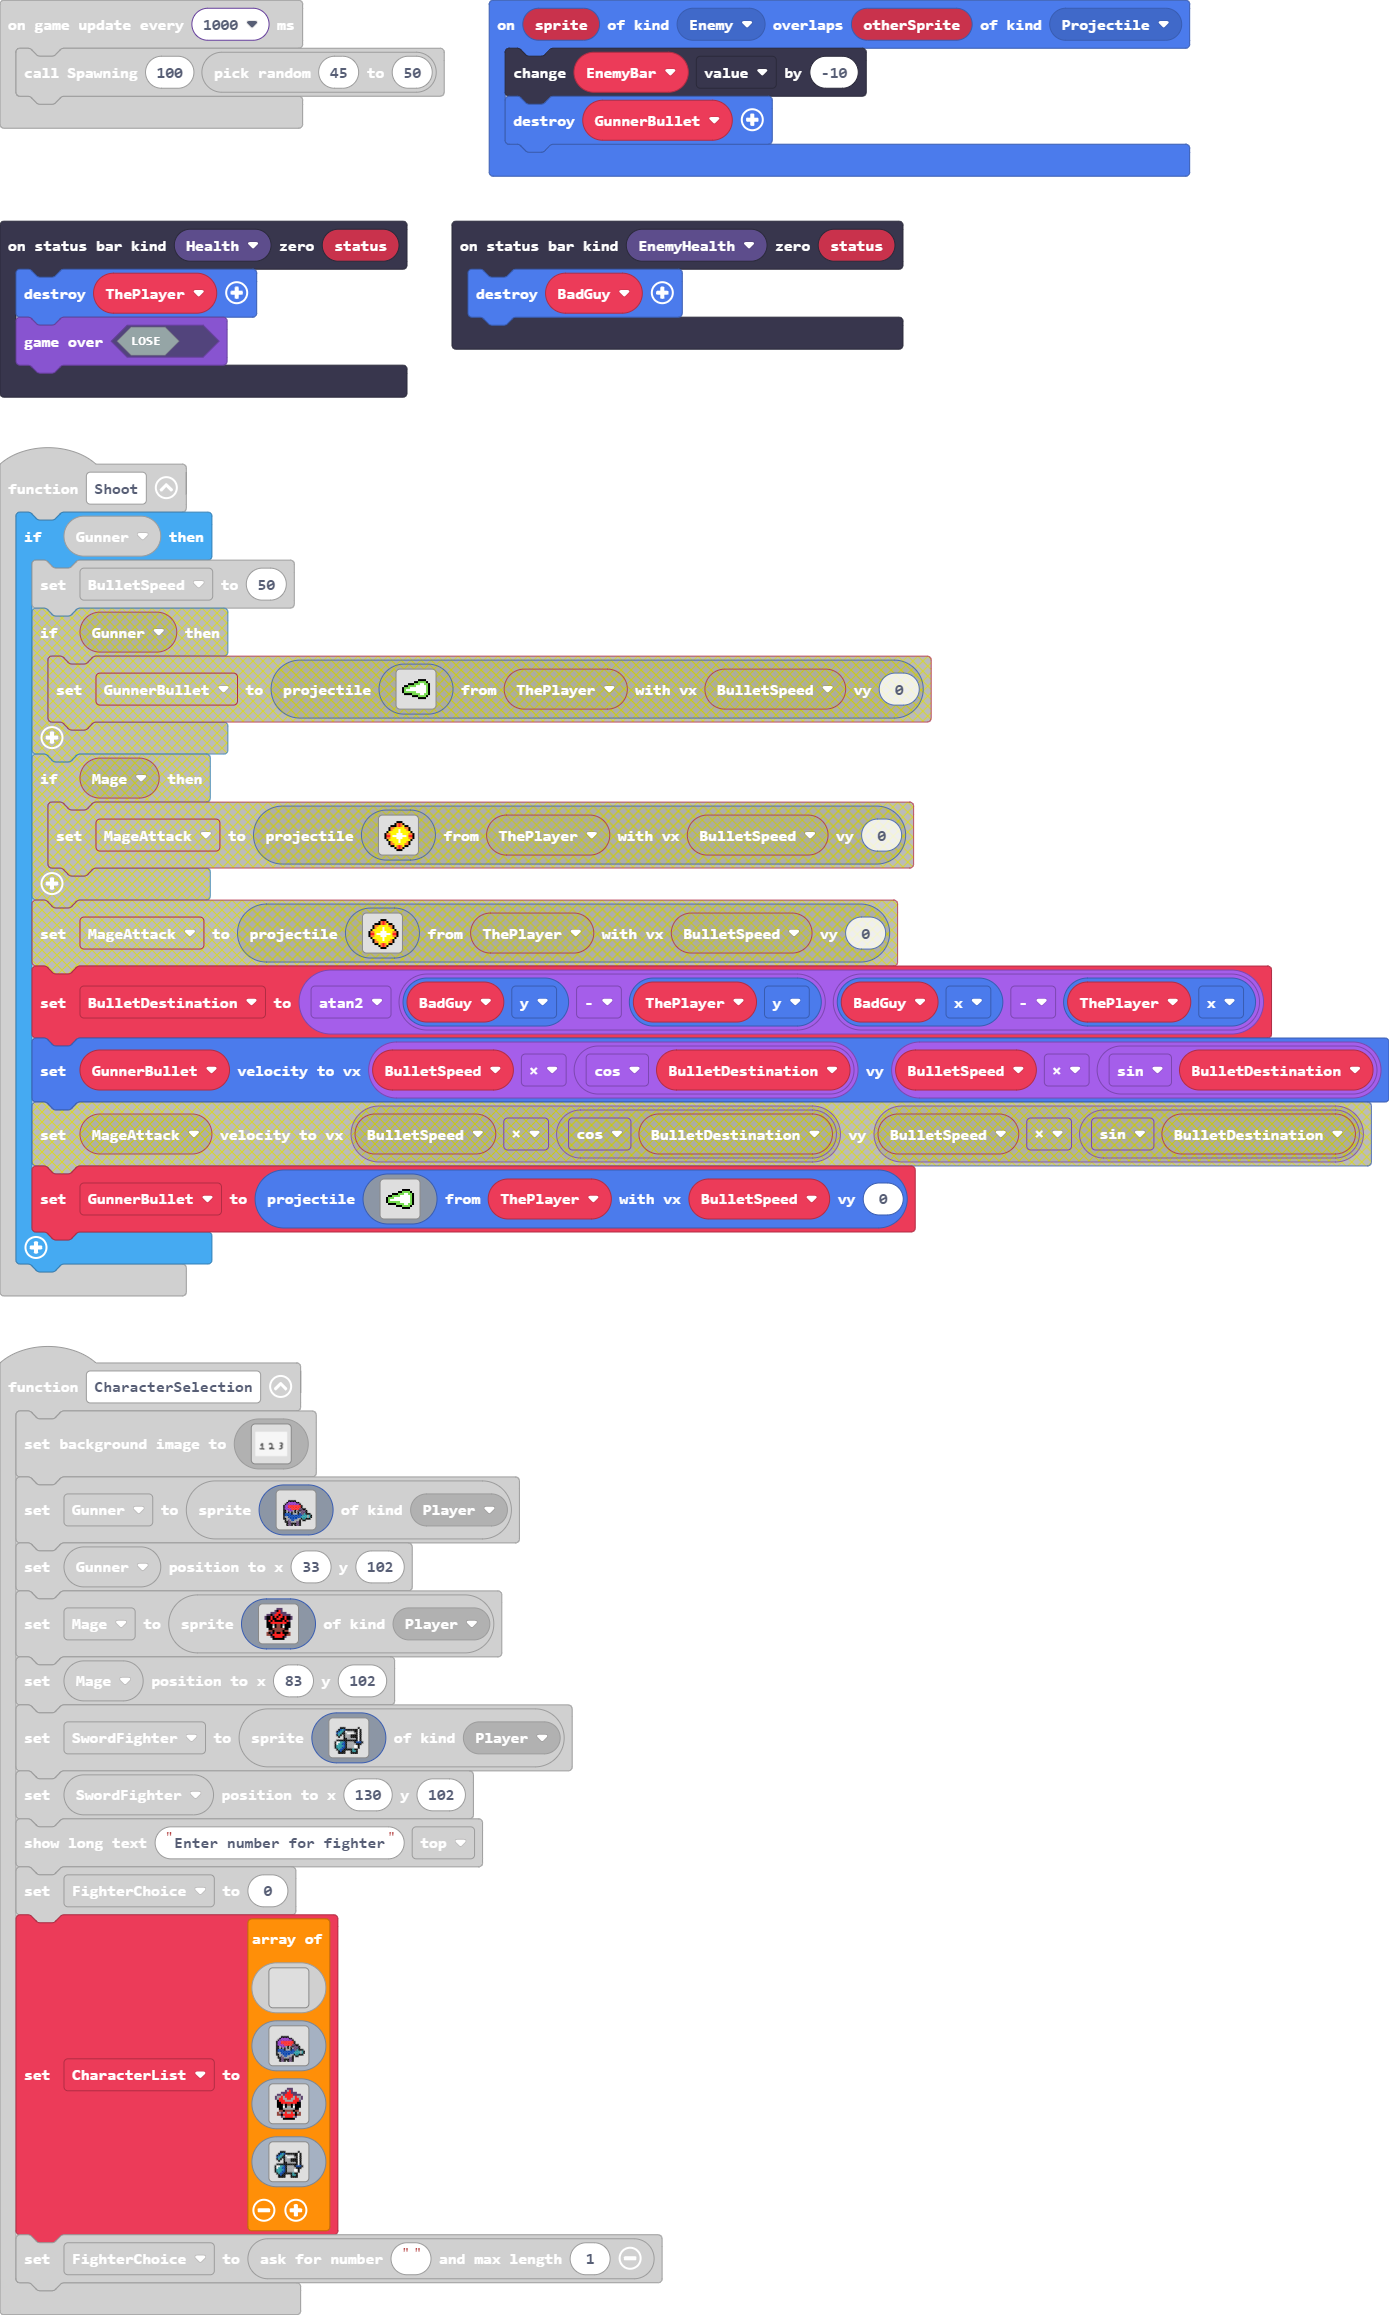 on game update every 1000 ms
call Spawning 100 pick random 45 to 50
on sprite of kind Enemy overlaps otherSprite of kind Projectile
change EnemyBar value by -10
destroy GunnerBullet
on status bar kind Health zero status
destroy ThePlayer
game over LOSE
on status bar kind EnemyHealth zero status
destroy BadGuy
function Shoot
if Gunner then
set BulletSpeed to 50
if Gunner then
set GunnerBullet to projectile from ThePlayer with vx BulletSpeed vy 0
if Mage then
set MageAttack to projectile from ThePlayer with vx BulletSpeed vy 0
set MageAttack to projectile from ThePlayer with vx BulletSpeed vy 0
set BulletDestination to atan2 BadGuy y - ThePlayer y BadGuy x - ThePlayer x
set GunnerBullet velocity to vx BulletSpeed × cos BulletDestination vy BulletSpeed × sin BulletDestination
set MageAttack velocity to vx BulletSpeed × cos BulletDestination vy BulletSpeed × sin BulletDestination
set GunnerBullet to projectile from ThePlayer with vx BulletSpeed vy 0
function CharacterSelection
set background image to 1 2 3
set Gunner to sprite of kind Player
set Gunner position to x 33 y 102
set Mage to sprite of kind Player
set Mage position to x 83 y 102
set SwordFighter to sprite of kind Player
set SwordFighter position to x 130 y 102
show long text "Enter number for fighter" top
set FighterChoice to 0
array of
set CharacterList to
set FighterChoice to ask for number "" and max length 1